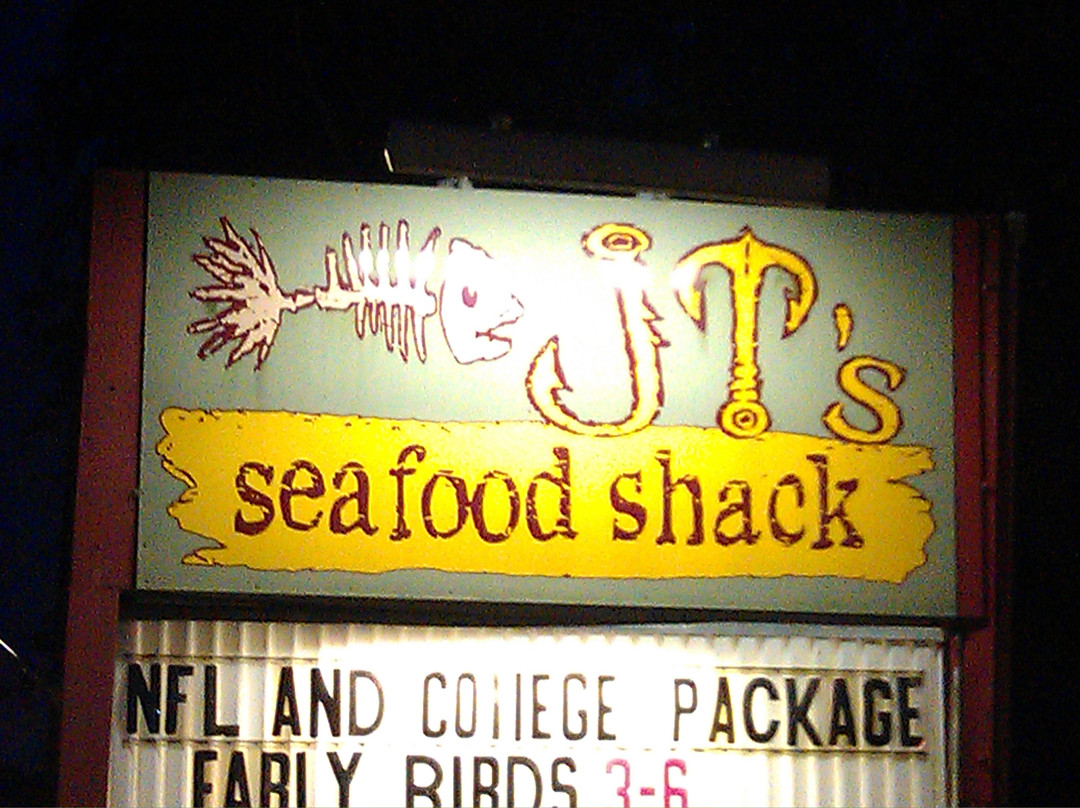 JT's
seafood shack
NFL AND COllEGE PACKAGE
EARLY BIRDS 3-6